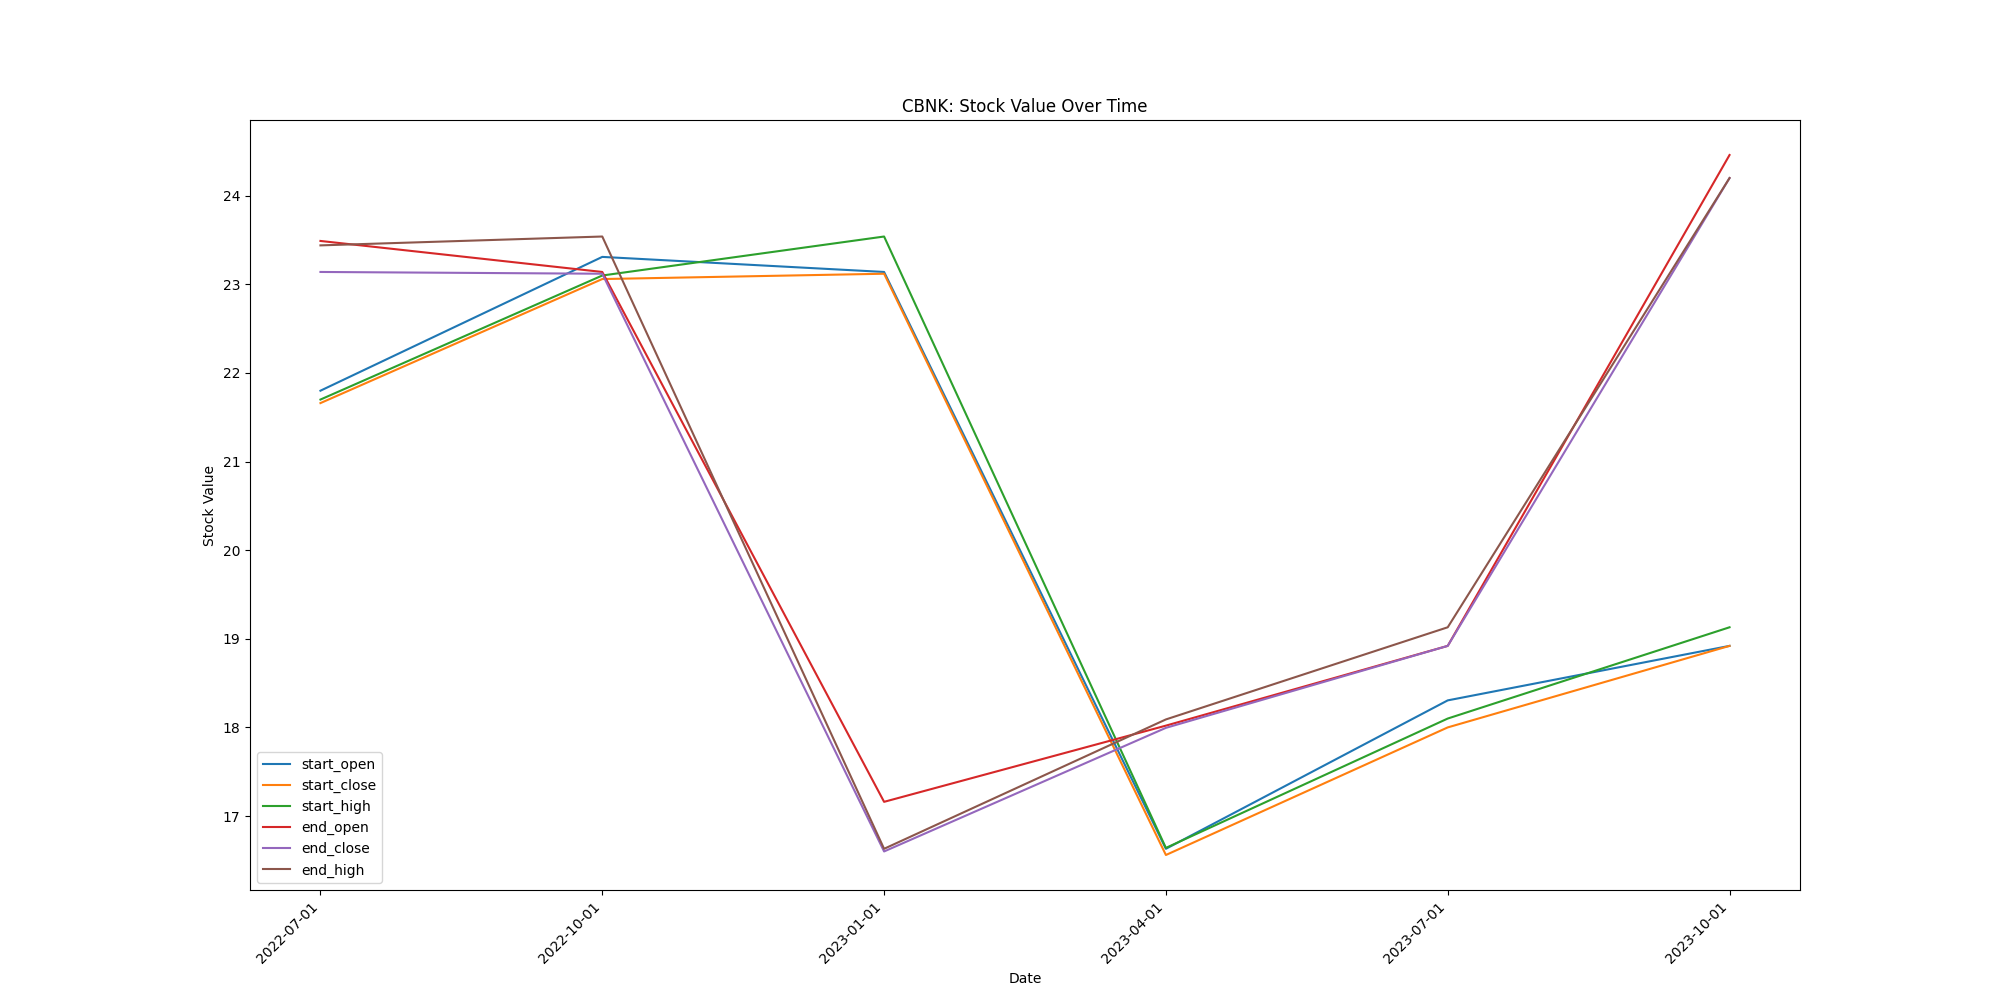 CBNK: Stock Value Over Time
Stock Value
24
23
22
21
20
19
18
17
start_open
start_close
start_high
end_open
end_close
end_high
2022-07-01
2022-10-01
2023-01-01
2023-04-01
2023-07-01
2023-10-01
Date